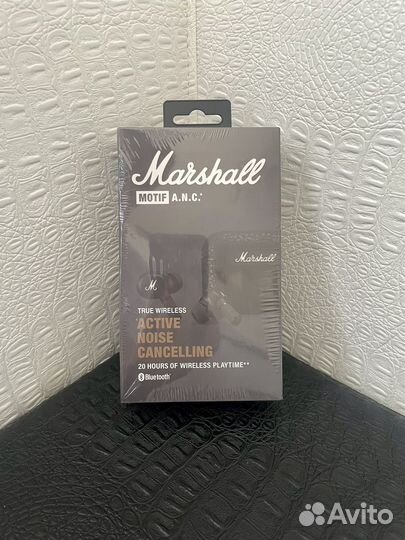 Marshall
MOTIF A.N.C.*
Marshall
M
TRUE WIRELESS
ACTIVE
NOISE
CANCELLING
20 HOURS OF WIRELESS PLAYTIME**
Bluetooth®
Avito